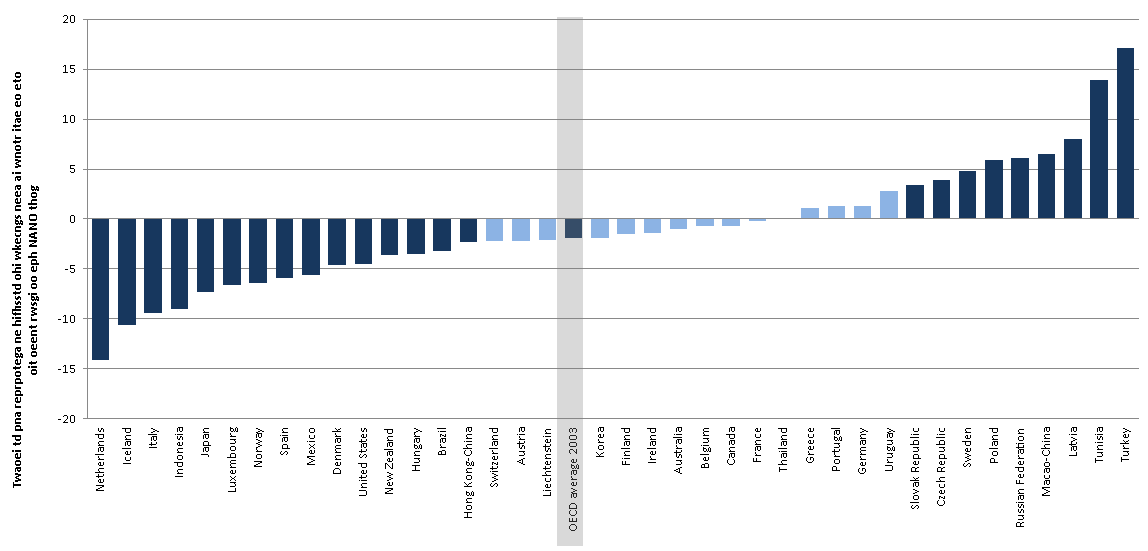 Twaoei td pna reprpotega ne hifhsstd ohi wkecngs neea ai wnotr itae eo eto
oit oeent rwsgi oo eph NANO thog
20
15
10
5
0
-5
-10
-15
-20
Netherlands
Iceland
Italy
Indonesia
Japan
Luxembourg
Norway
Spain
Mexico
Denmark
United States
New Zealand
Hungary
Brazil
Hong Kong-China
Switzerland
Austria
Liechtenstein
OECD average 2003
Korea
Finland
Ireland
Australia
Belgium
Canada
France
Thailand
Greece
Portugal
Germany
Uruguay
Slovak Republic
Czech Republic
Sweden
Poland
Russian Federation
Macao-China
Latvia
Tunisia
Turkey